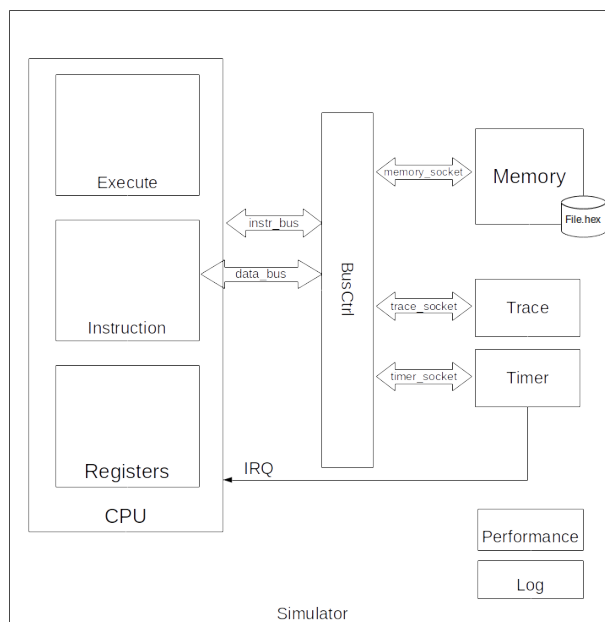 Execute
Instruction
Registers
CPU
instr_bus
data_bus
IRQ
BusCtrl
memory_socket
trace_socket
timer_socket
Memory
File.hex
Trace
Timer
Performance
Log
Simulator